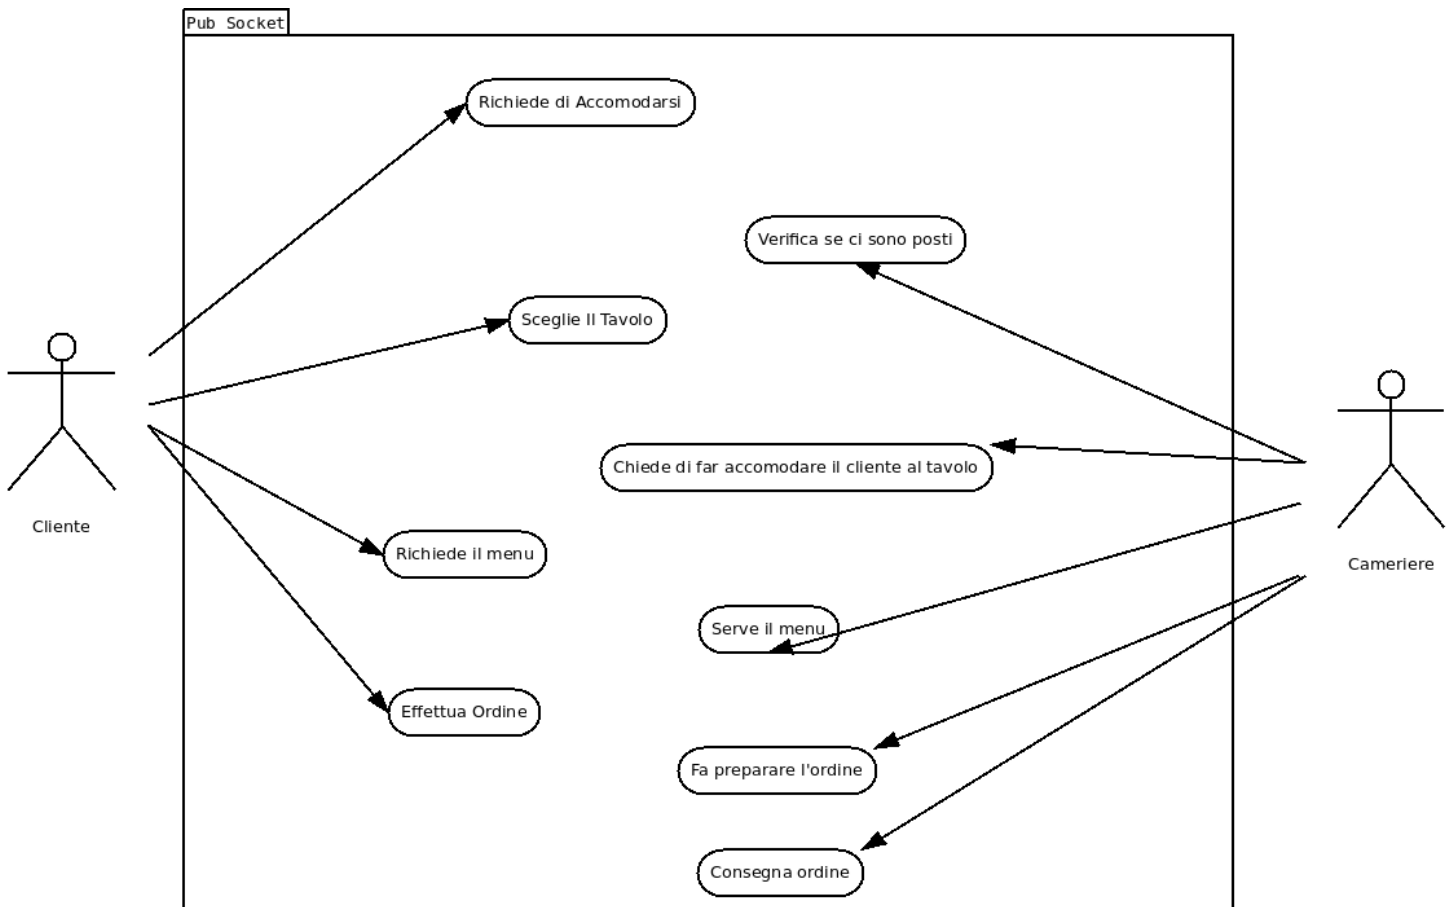 Pub Socket
Richiede di Accomodarsi
Verifica se ci sono posti
Sceglie Il Tavolo
Chiede di far accomodare il cliente al tavolo
Cliente
Richiede il menu
Cameriere
Serve il menu
Effettua Ordine
Fa preparare l'ordine
Consegna ordine